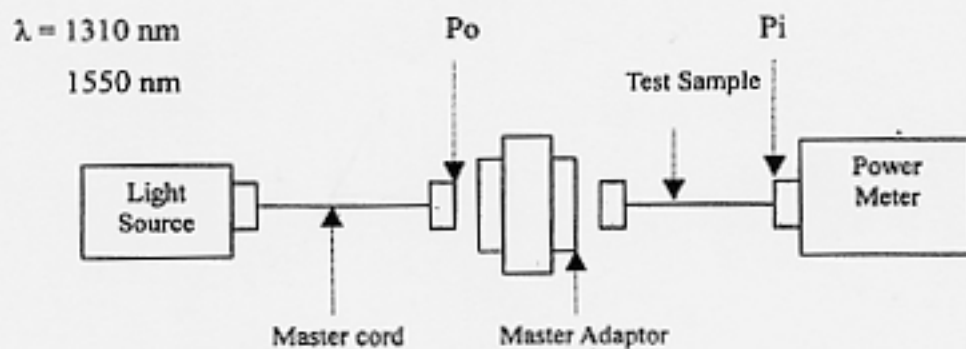 λ = 1310 nm
1550 nm
Po
Pi
Test Sample
Light
Source
Power
Meter
Master cord
Master Adaptor